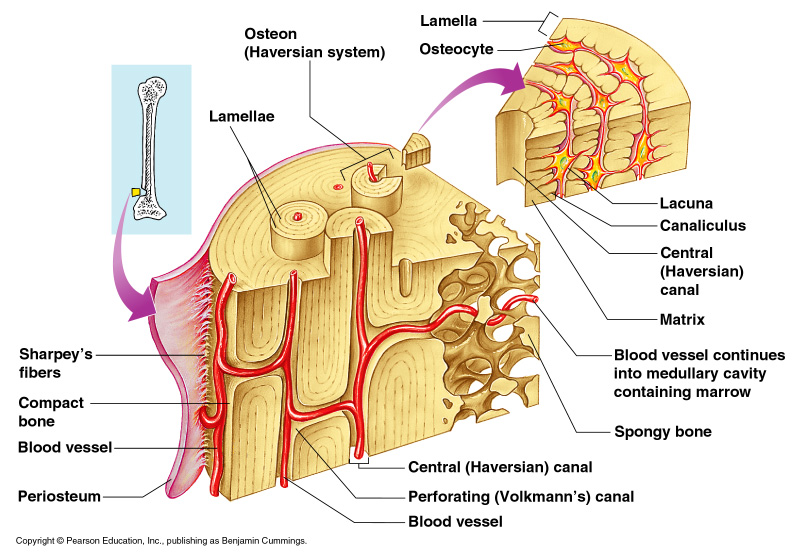 Osteon
(Haversian system)
Lamellae
Lamella
Osteocyte
Lacuna
Canaliculus
Central
(Haversian)
canal
Matrix
Sharpey's
fibers
Compact
bone
Blood vessel
Periosteum
Blood vessel continues
into medullary cavity
containing marrow
Spongy bone
Central (Haversian) canal
Perforating (Volkmann's) canal
Blood vessel
Copyright © Pearson Education, Inc., publishing as Benjamin Cummings.